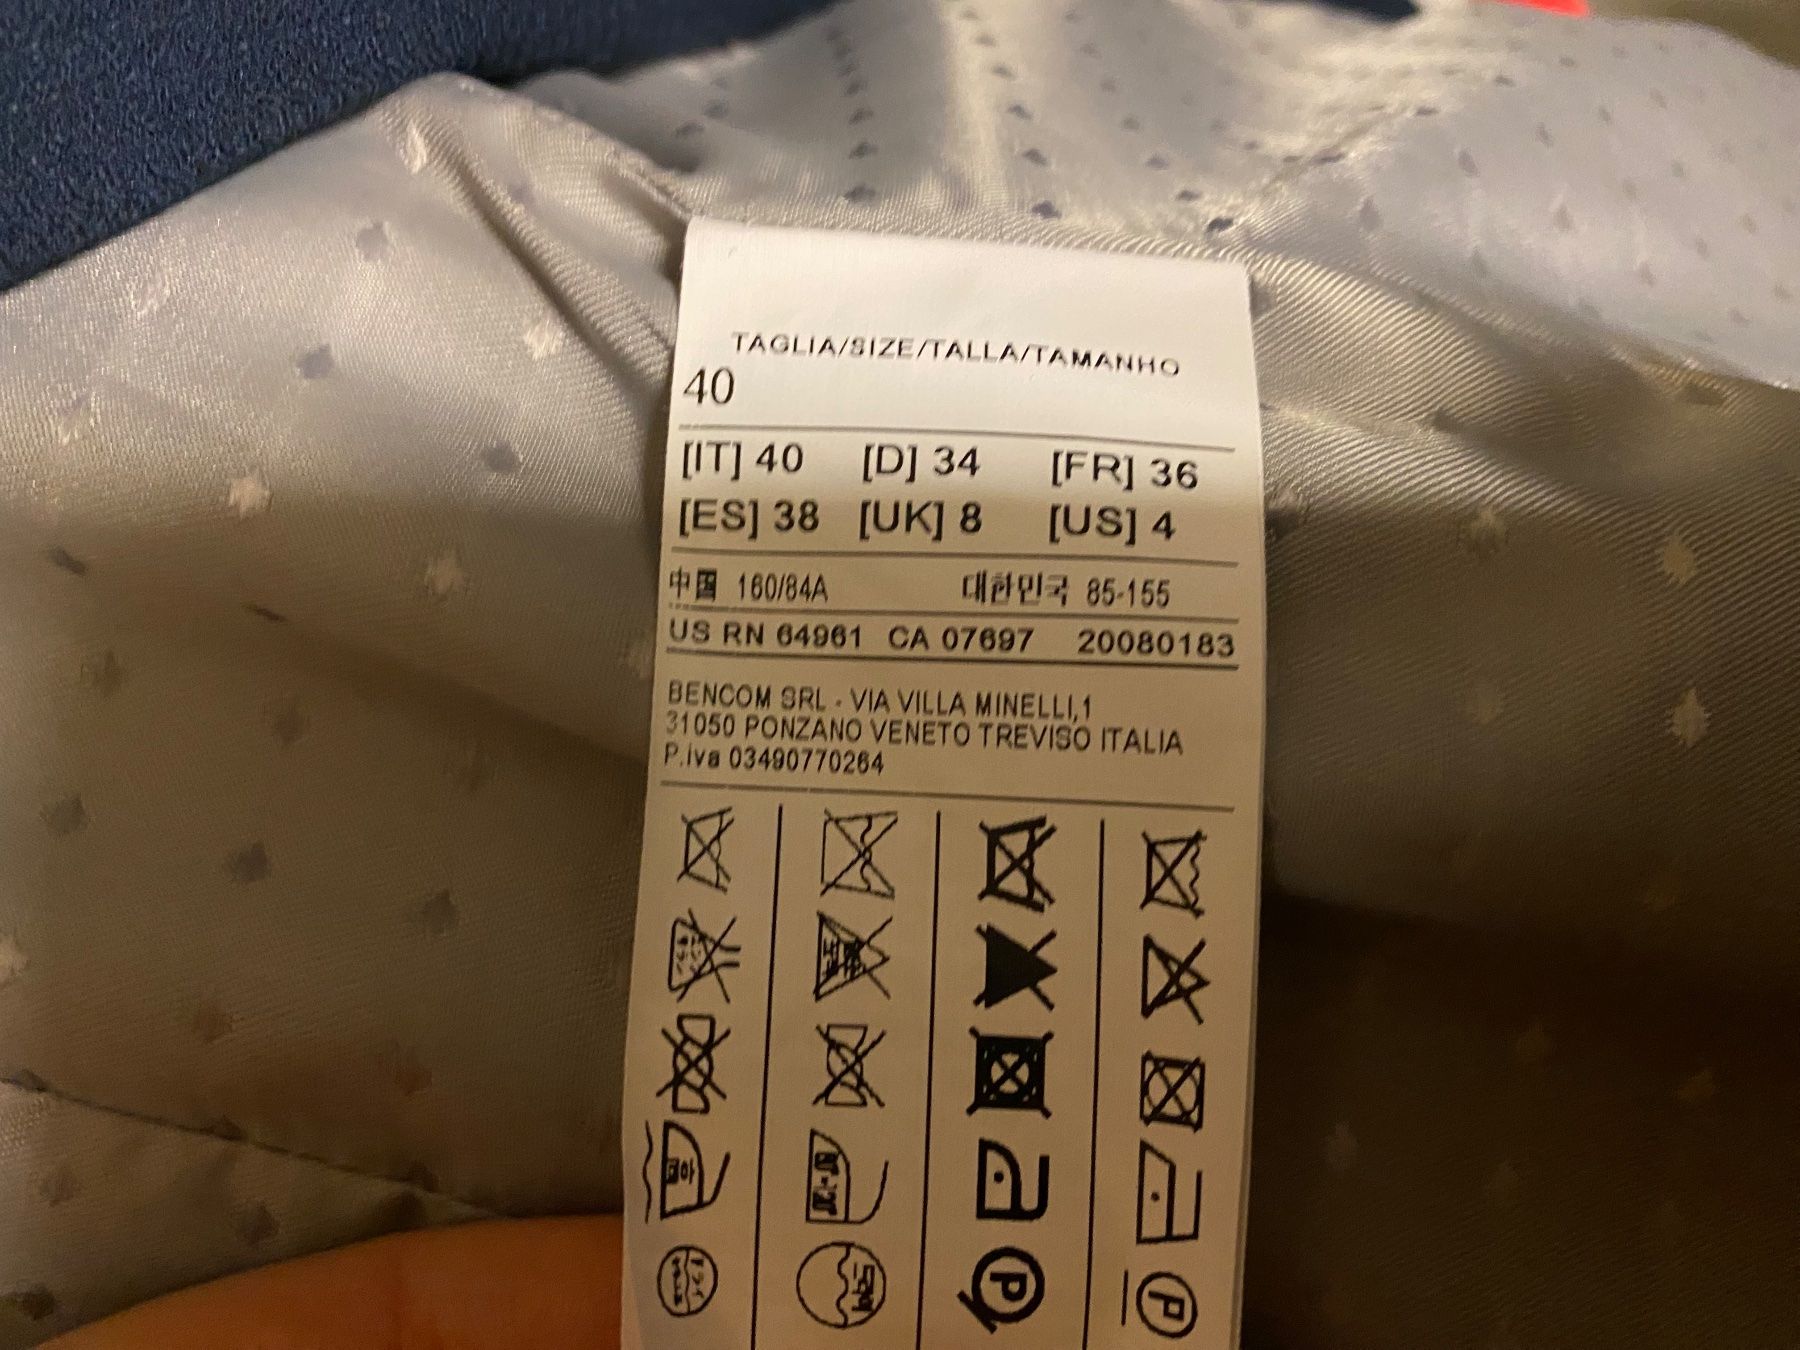 TAGLIA/SIZE/TALLA/TAMANHO
40
[IT] 40 [D] 34 [FR] 36
[ES] 38 [UK] 8 [US] 4
中国 160/84A 대한민국 85-155
US RN 64961 CA 07697 20080183
BENCOM SRL - VIA VILLA MINELLI,1
31050 PONZANO VENETO TREVISO ITALIA
P.iva 03490770264
P P